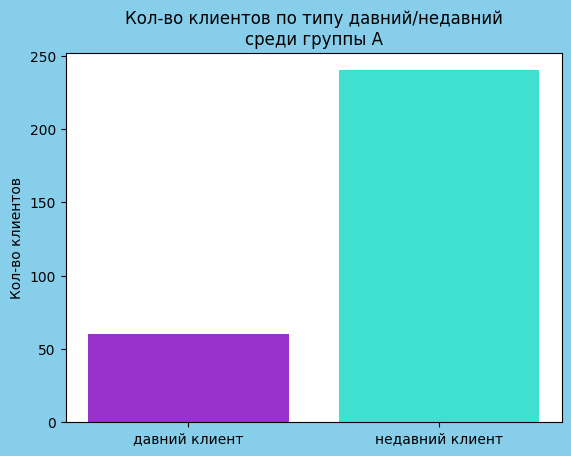 Кол-во клиентов по типу давний/недавний
среди группы А
Кол-во клиентов
250
200
150
100
50
0
давний клиент
недавний клиент